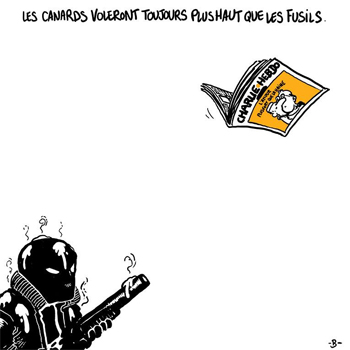 LES CANARDS VOLERONT TOUJOURS PLUS HAUT QUE LES FUSILS.
CHARLIE HEBDO
-B-